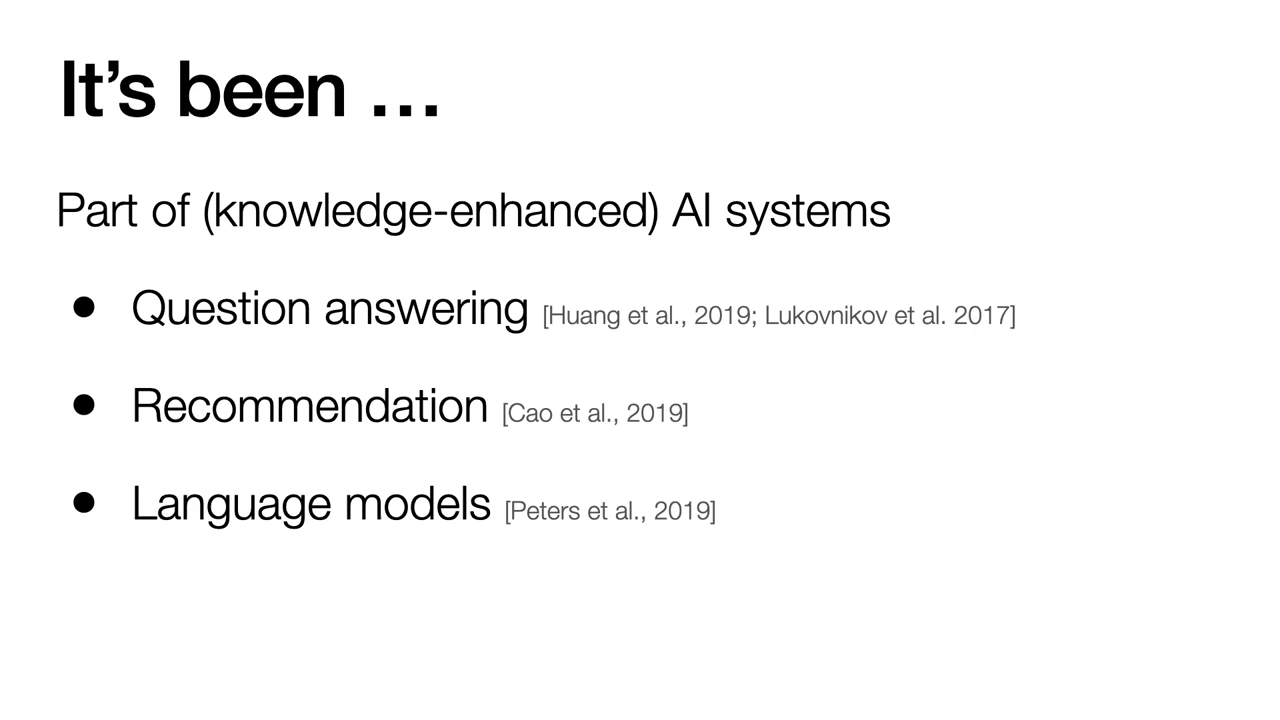 It’s been …
Part of (knowledge-enhanced) AI systems
● Question answering [Huang et al., 2019; Lukovnikov et al. 2017]
● Recommendation [Cao et al., 2019]
● Language models [Peters et al., 2019]